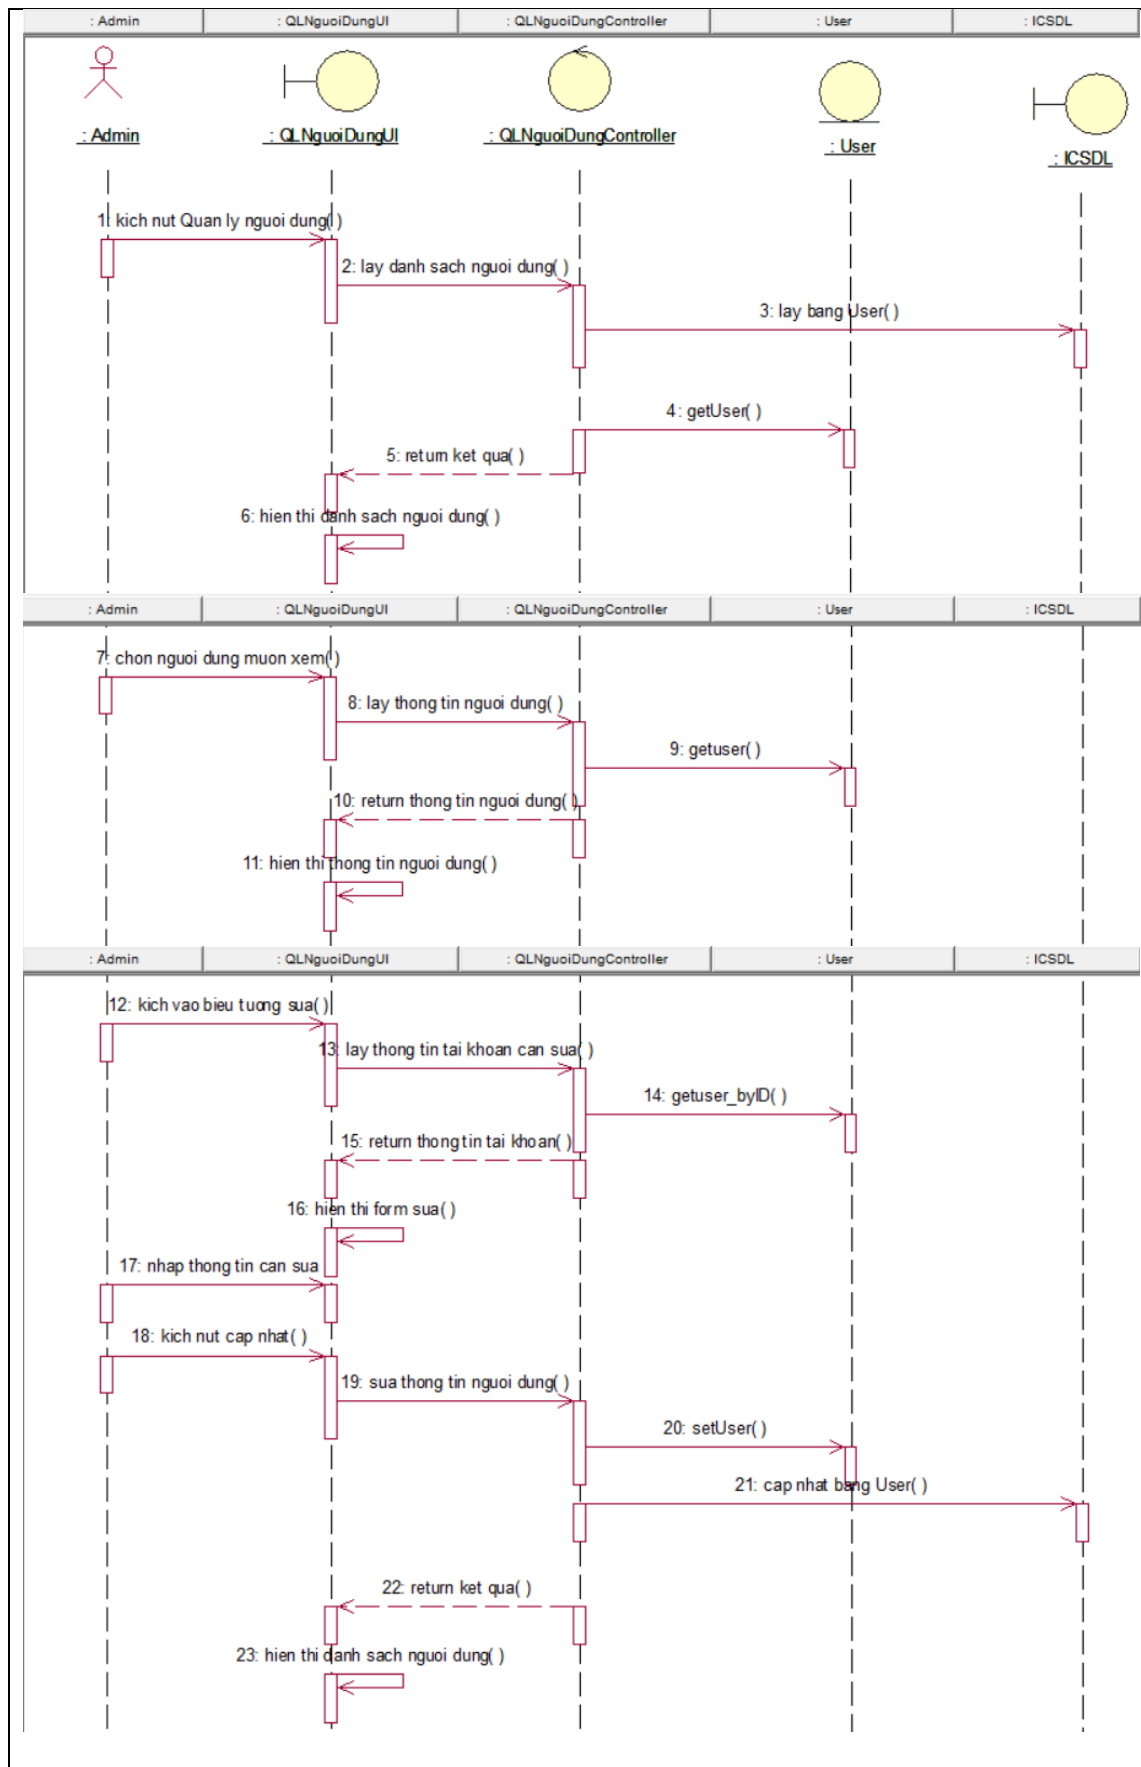 : Admin : QLNguoiDungUI : QLNguoiDungController : User : ICSDL
: Admin : QLNguoiDungUI : QLNguoiDungController : User : ICSDL
1: kich nut Quan ly nguoi dung( )
2: lay danh sach nguoi dung( )
3: lay bang User( )
4: getUser( )
5: return ket qua( )
6: hien thi danh sach nguoi dung( )
: Admin : QLNguoiDungUI : QLNguoiDungController : User : ICSDL
7: chon nguoi dung muon xem( )
8: lay thong tin nguoi dung( )
9: getuser( )
10: return thong tin nguoi dung( )
11: hien thi thong tin nguoi dung( )
: Admin : QLNguoiDungUI : QLNguoiDungController : User : ICSDL
12: kich vao bieu tuong sua( )
13: lay thong tin tai khoan can sua( )
14: getuser_byID( )
15: return thong tin tai khoan( )
16: hien thi form sua( )
17: nhap thong tin can sua
18: kich nut cap nhat( )
19: sua thong tin nguoi dung( )
20: setUser( )
21: cap nhat bang User( )
22: return ket qua( )
23: hien thi danh sach nguoi dung( )